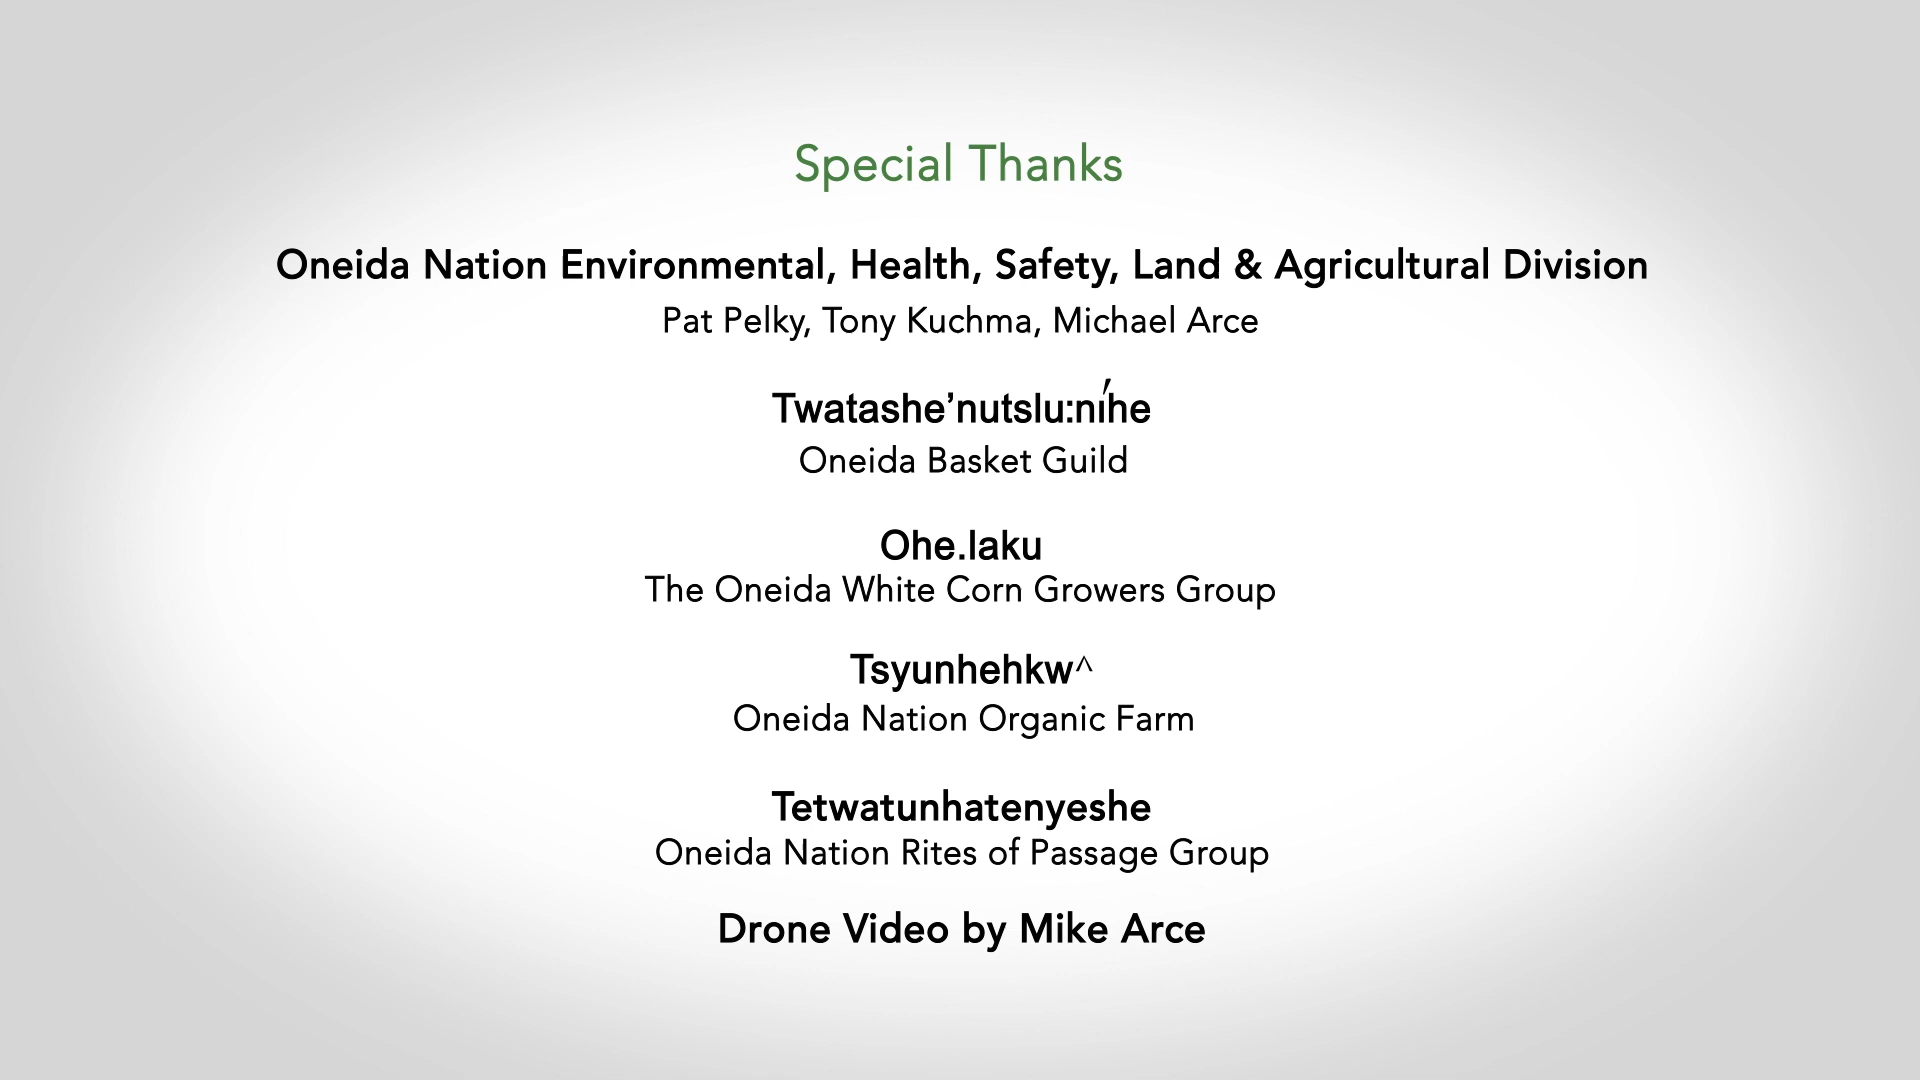 Special Thanks
Oneida Nation Environmental, Health, Safety, Land & Agricultural Division
Pat Pelky, Tony Kuchma, Michael Arce
Twatashe’nutslu:níhe
Oneida Basket Guild
Ohe.laku
The Oneida White Corn Growers Group
Tsyunhehkw^
Oneida Nation Organic Farm
Tetwatunhatenyeshe
Oneida Nation Rites of Passage Group
Drone Video by Mike Arce